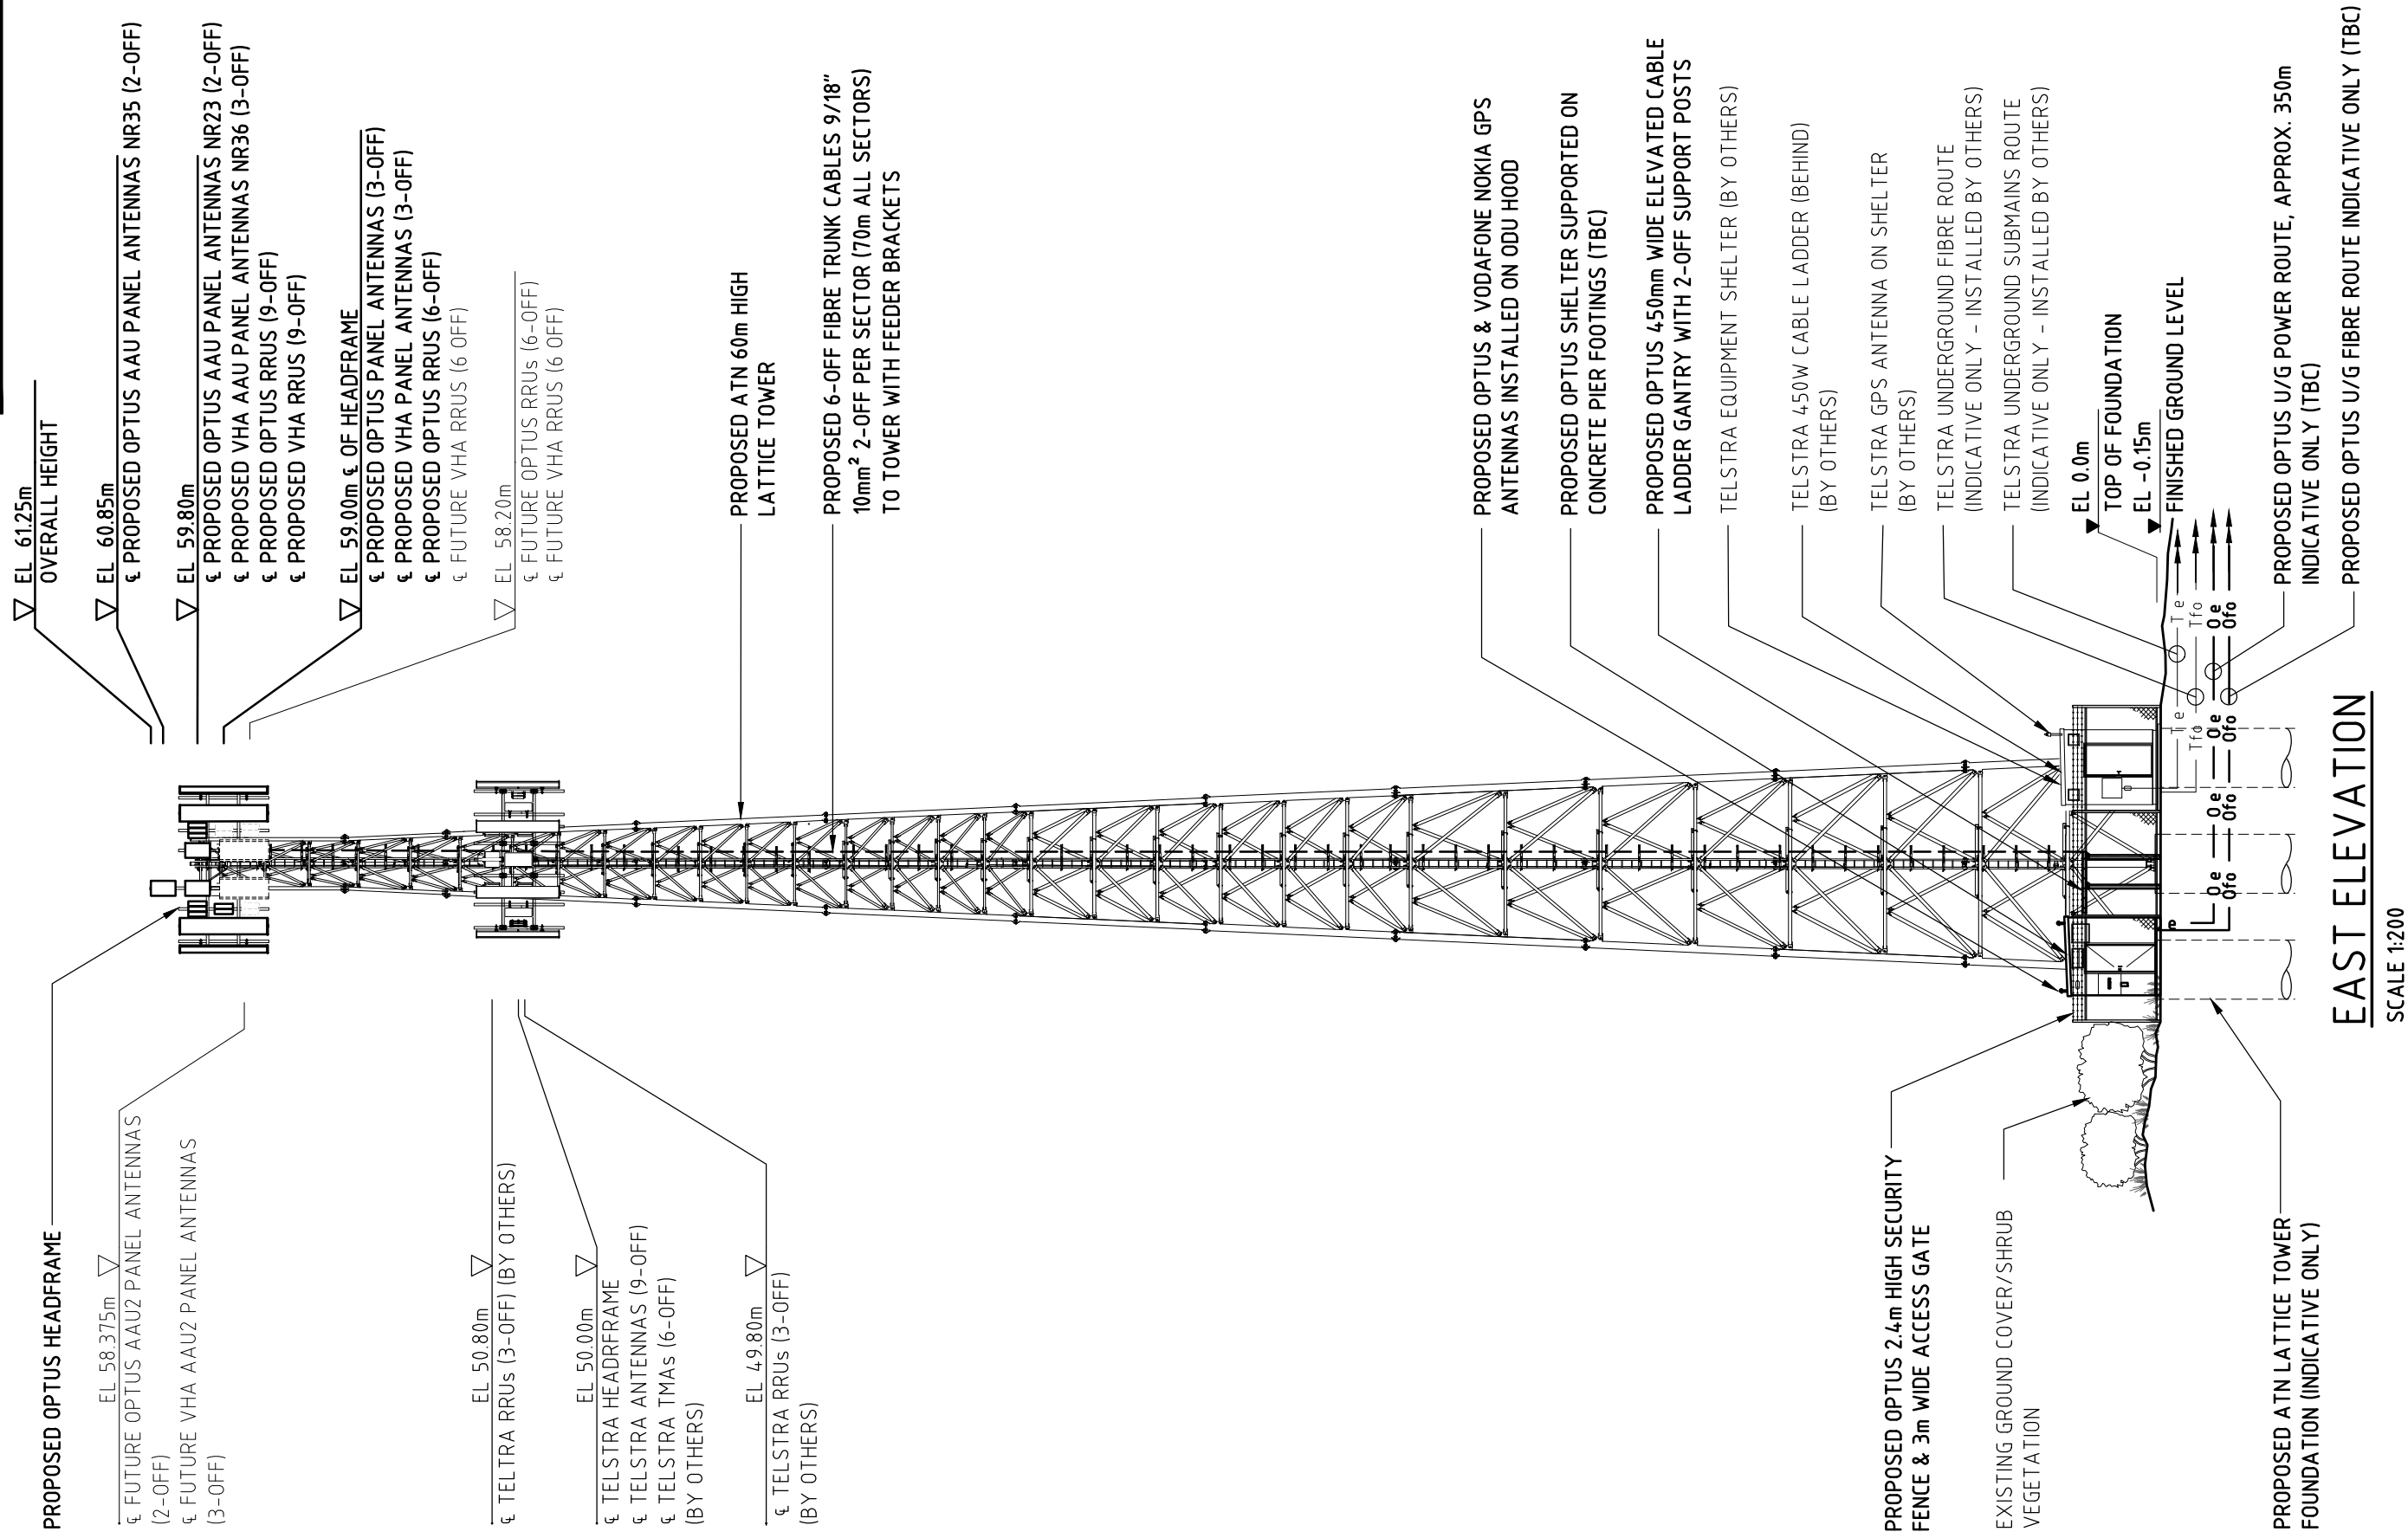 EL 61.25m
OVERALL HEIGHT
EL 60.85m
℄ PROPOSED OPTUS AAU PANEL ANTENNAS NR35 (2-OFF)
EL 59.80m
℄ PROPOSED OPTUS AAU PANEL ANTENNAS NR23 (2-OFF)
℄ PROPOSED VHA AAU PANEL ANTENNAS NR36 (3-OFF)
℄ PROPOSED OPTUS RRUS (9-OFF)
℄ PROPOSED VHA RRUS (9-OFF)
EL 59.00m ℄ OF HEADFRAME
℄ PROPOSED OPTUS PANEL ANTENNAS (3-OFF)
℄ PROPOSED VHA PANEL ANTENNAS (3-OFF)
℄ PROPOSED OPTUS RRUS (6-OFF)
℄ FUTURE VHA RRUS (6 OFF)
EL 58.20m
℄ FUTURE OPTUS RRUs (6-OFF)
℄ FUTURE VHA RRUS (6 OFF)
PROPOSED ATN 60m HIGH
LATTICE TOWER
PROPOSED 6-OFF FIBRE TRUNK CABLES 9/18"
10mm² 2-OFF PER SECTOR (70m ALL SECTORS)
TO TOWER WITH FEEDER BRACKETS
PROPOSED OPTUS & VODAFONE NOKIA GPS
ANTENNAS INSTALLED ON ODU HOOD
PROPOSED OPTUS SHELTER SUPPORTED ON
CONCRETE PIER FOOTINGS (TBC)
PROPOSED OPTUS 450mm WIDE ELEVATED CABLE
LADDER GANTRY WITH 2-OFF SUPPORT POSTS
TELSTRA EQUIPMENT SHELTER (BY OTHERS)
TELSTRA 450W CABLE LADDER (BEHIND)
(BY OTHERS)
TELSTRA GPS ANTENNA ON SHELTER
(BY OTHERS)
TELSTRA UNDERGROUND FIBRE ROUTE
(INDICATIVE ONLY - INSTALLED BY OTHERS)
TELSTRA UNDERGROUND SUBMAINS ROUTE
(INDICATIVE ONLY - INSTALLED BY OTHERS)
EL 0.0m
TOP OF FOUNDATION
EL -0.15m
FINISHED GROUND LEVEL
PROPOSED OPTUS U/G POWER ROUTE, APPROX. 350m
INDICATIVE ONLY (TBC)
PROPOSED OPTUS U/G FIBRE ROUTE INDICATIVE ONLY (TBC)
PROPOSED OPTUS HEADFRAME
EL 58.375m
℄ FUTURE OPTUS AAU2 PANEL ANTENNAS
(2-OFF)
℄ FUTURE VHA AAU2 PANEL ANTENNAS
(3-OFF)
EL 50.80m
℄ TELTRA RRUs (3-OFF) (BY OTHERS)
EL 50.00m
℄ TELSTRA HEADRFRAME
℄ TELSTRA ANTENNAS (9-OFF)
℄ TELSTRA TMAs (6-OFF)
(BY OTHERS)
EL 49.80m
℄ TELSTRA RRUs (3-OFF)
(BY OTHERS)
PROPOSED OPTUS 2.4m HIGH SECURITY
FENCE & 3m WIDE ACCESS GATE
EXISTING GROUND COVER/SHRUB
VEGETATION
PROPOSED ATN LATTICE TOWER
FOUNDATION (INDICATIVE ONLY)
e
T e T e
Tfo Tfo
O e O e O e O e
Ofo Ofo Ofo Ofo
EAST ELEVATION
SCALE 1:200